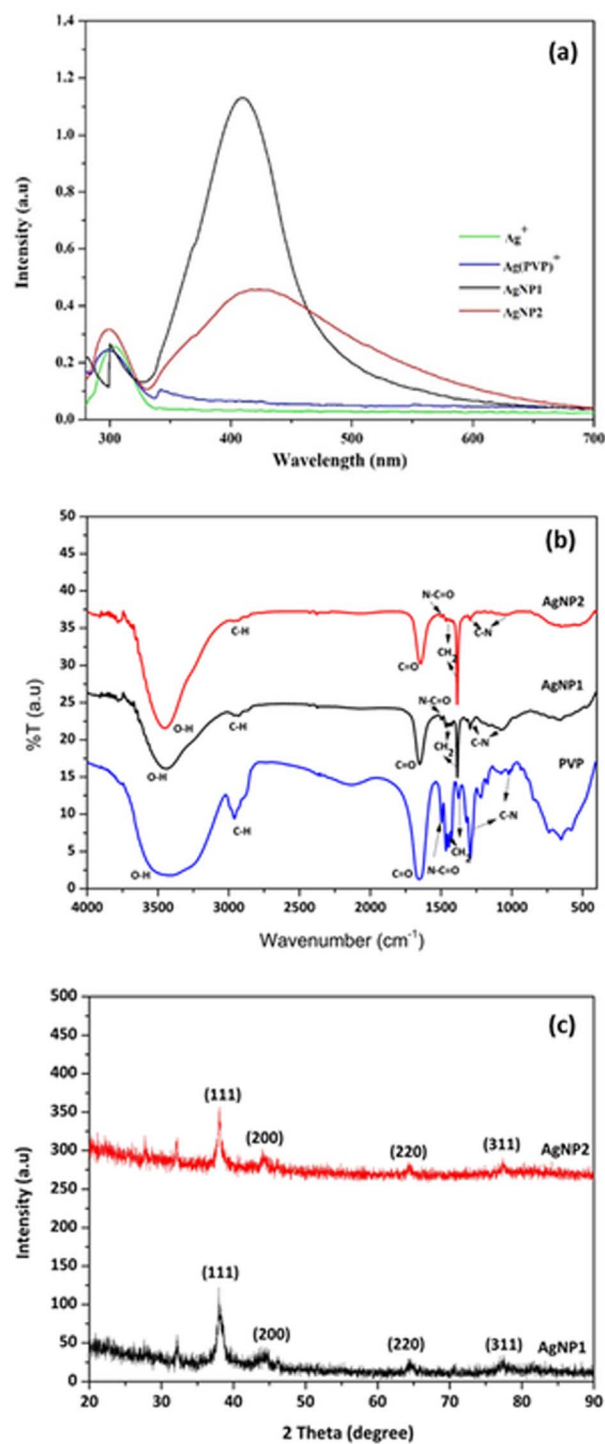 (a)
Intensity (a.u)
1.4
1.2
1.0
0.8
0.6
0.4
0.2
0.0
Ag+
Ag(PVP)+
AgNP1
AgNP2
300 400 500 600 700
Wavelength (nm)
(b)
%T (a.u)
50
45
40
35
30
25
20
15
10
5
0
N-C=O
AgNP2
C-H
C-N
CH2
C=O
O-H
N-C=O
AgNP1
C-H
CH2
C-N
C=O
O-H
PVP
C-H
C-N
CH2
N-C=O
O-H
C=O
4000 3500 3000 2500 2000 1500 1000 500
Wavenumber (cm-1)
(c)
Intensity (a.u)
500
450
400
350
300
250
200
150
100
50
0
(111)
(200)
(220)
(311)
AgNP2
(111)
(200)
(220)
(311)
AgNP1
20 30 40 50 60 70 80 90
2 Theta (degree)